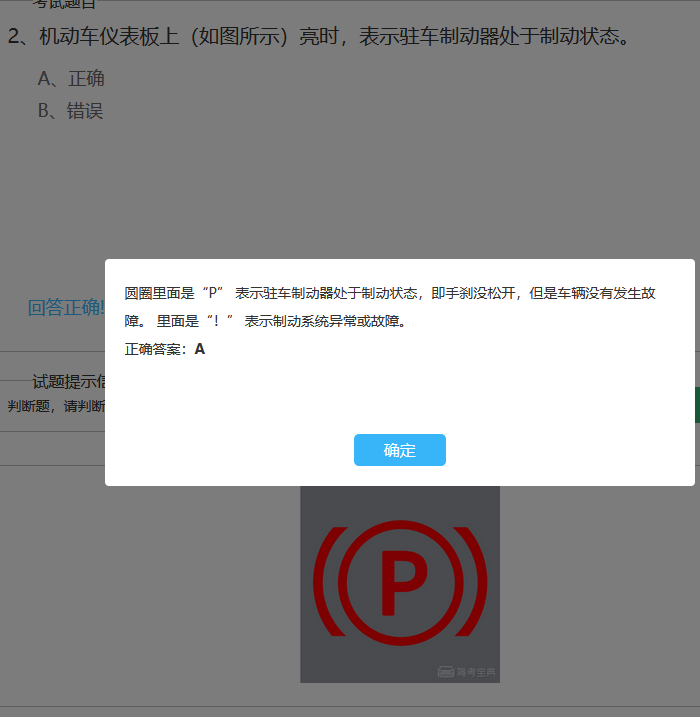 考试题目
2、机动车仪表板上（如图所示）亮时，表示驻车制动器处于制动状态。
A、正确
B、错误
圆圈里面是“P” 表示驻车制动器处于制动状态，即手刹没松开，但是车辆没有发生故
障。 里面是“！” 表示制动系统异常或故障。
正确答案：A
回答正确!
试题提示信
判断题，请判断
确定
P
驾考宝典